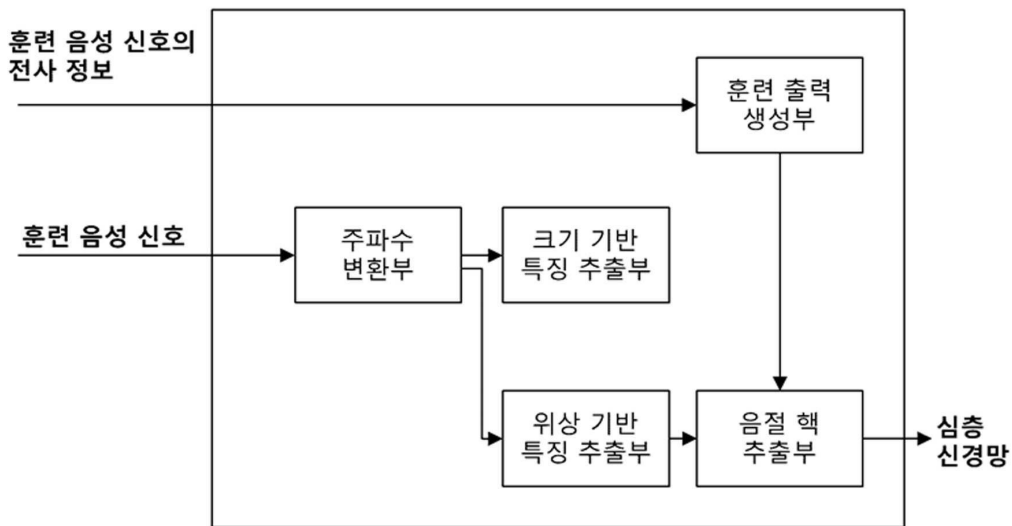 훈련 음성 신호의
전사 정보
훈련 출력
생성부
훈련 음성 신호
주파수
변환부
크기 기반
특징 추출부
위상 기반
특징 추출부
음절 핵
추출부
심층
신경망